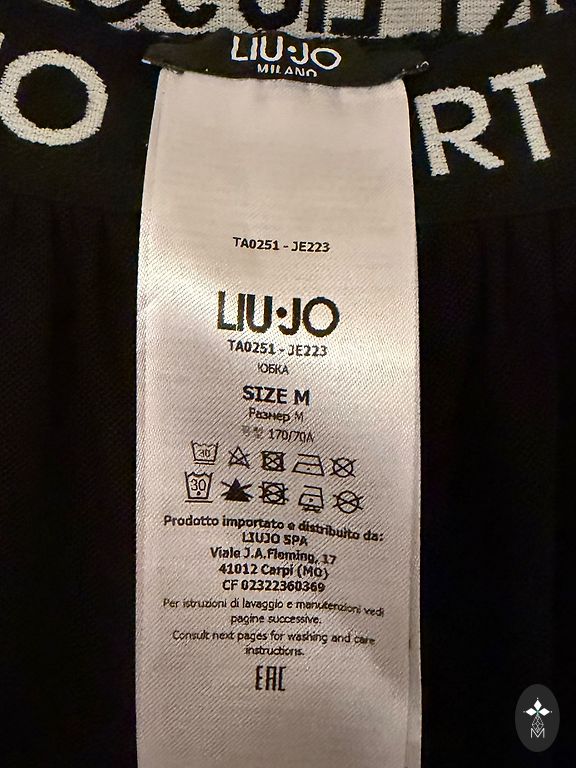 LIU·JO
MILANO
O
RT
TA0251 - JE223
LIU·JO
TA0251 - JE223
ЮБКА
SIZE M
Размер М
170/70A
30
30
Prodotto importato e distribuito da:
LIUJO SPA
Viale J.A.Fleming, 17
41012 Carpi (MO)
CF 02322360369
Per istruzioni di lavaggio e manutenzioni vedi
pagine successive.
Consult next pages for washing and care
instructions.
EAC
M